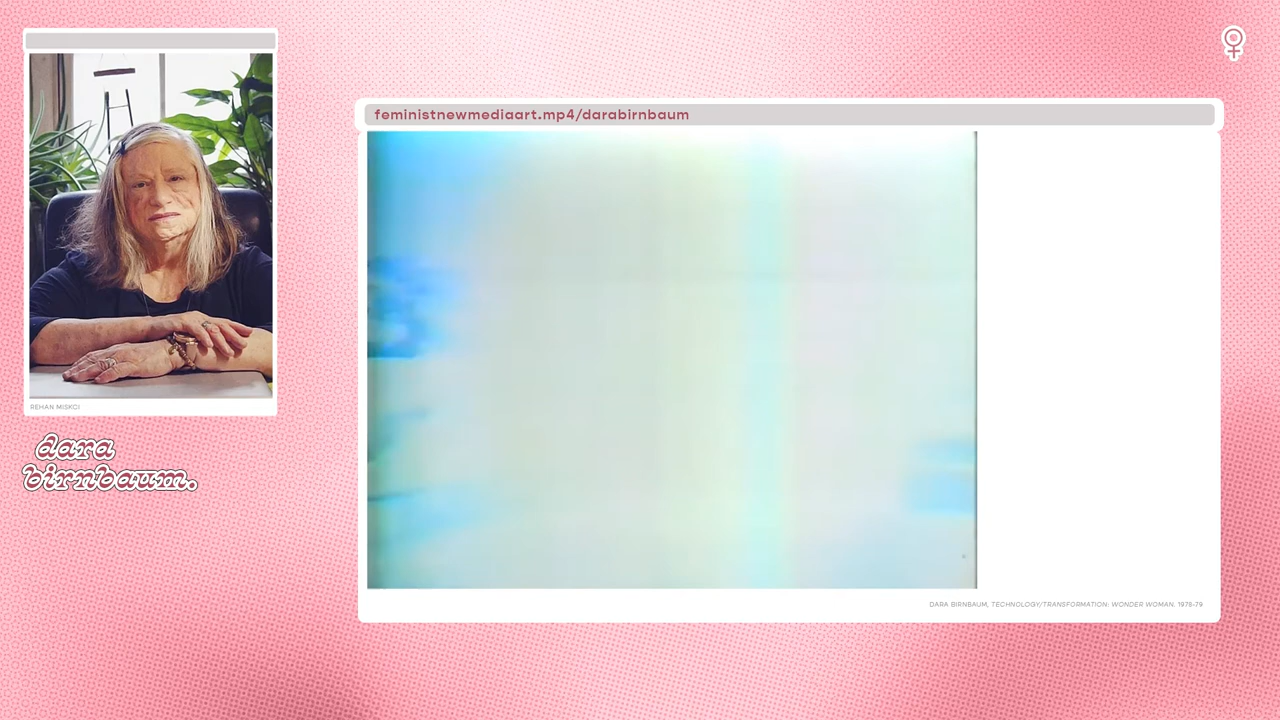 feministnewmediaart.mp4/darabirnbaum
REHAN MISKCI
dara
birnbaum.
DARA BIRNBAUM, TECHNOLOGY/TRANSFORMATION: WONDER WOMAN. 1978-79